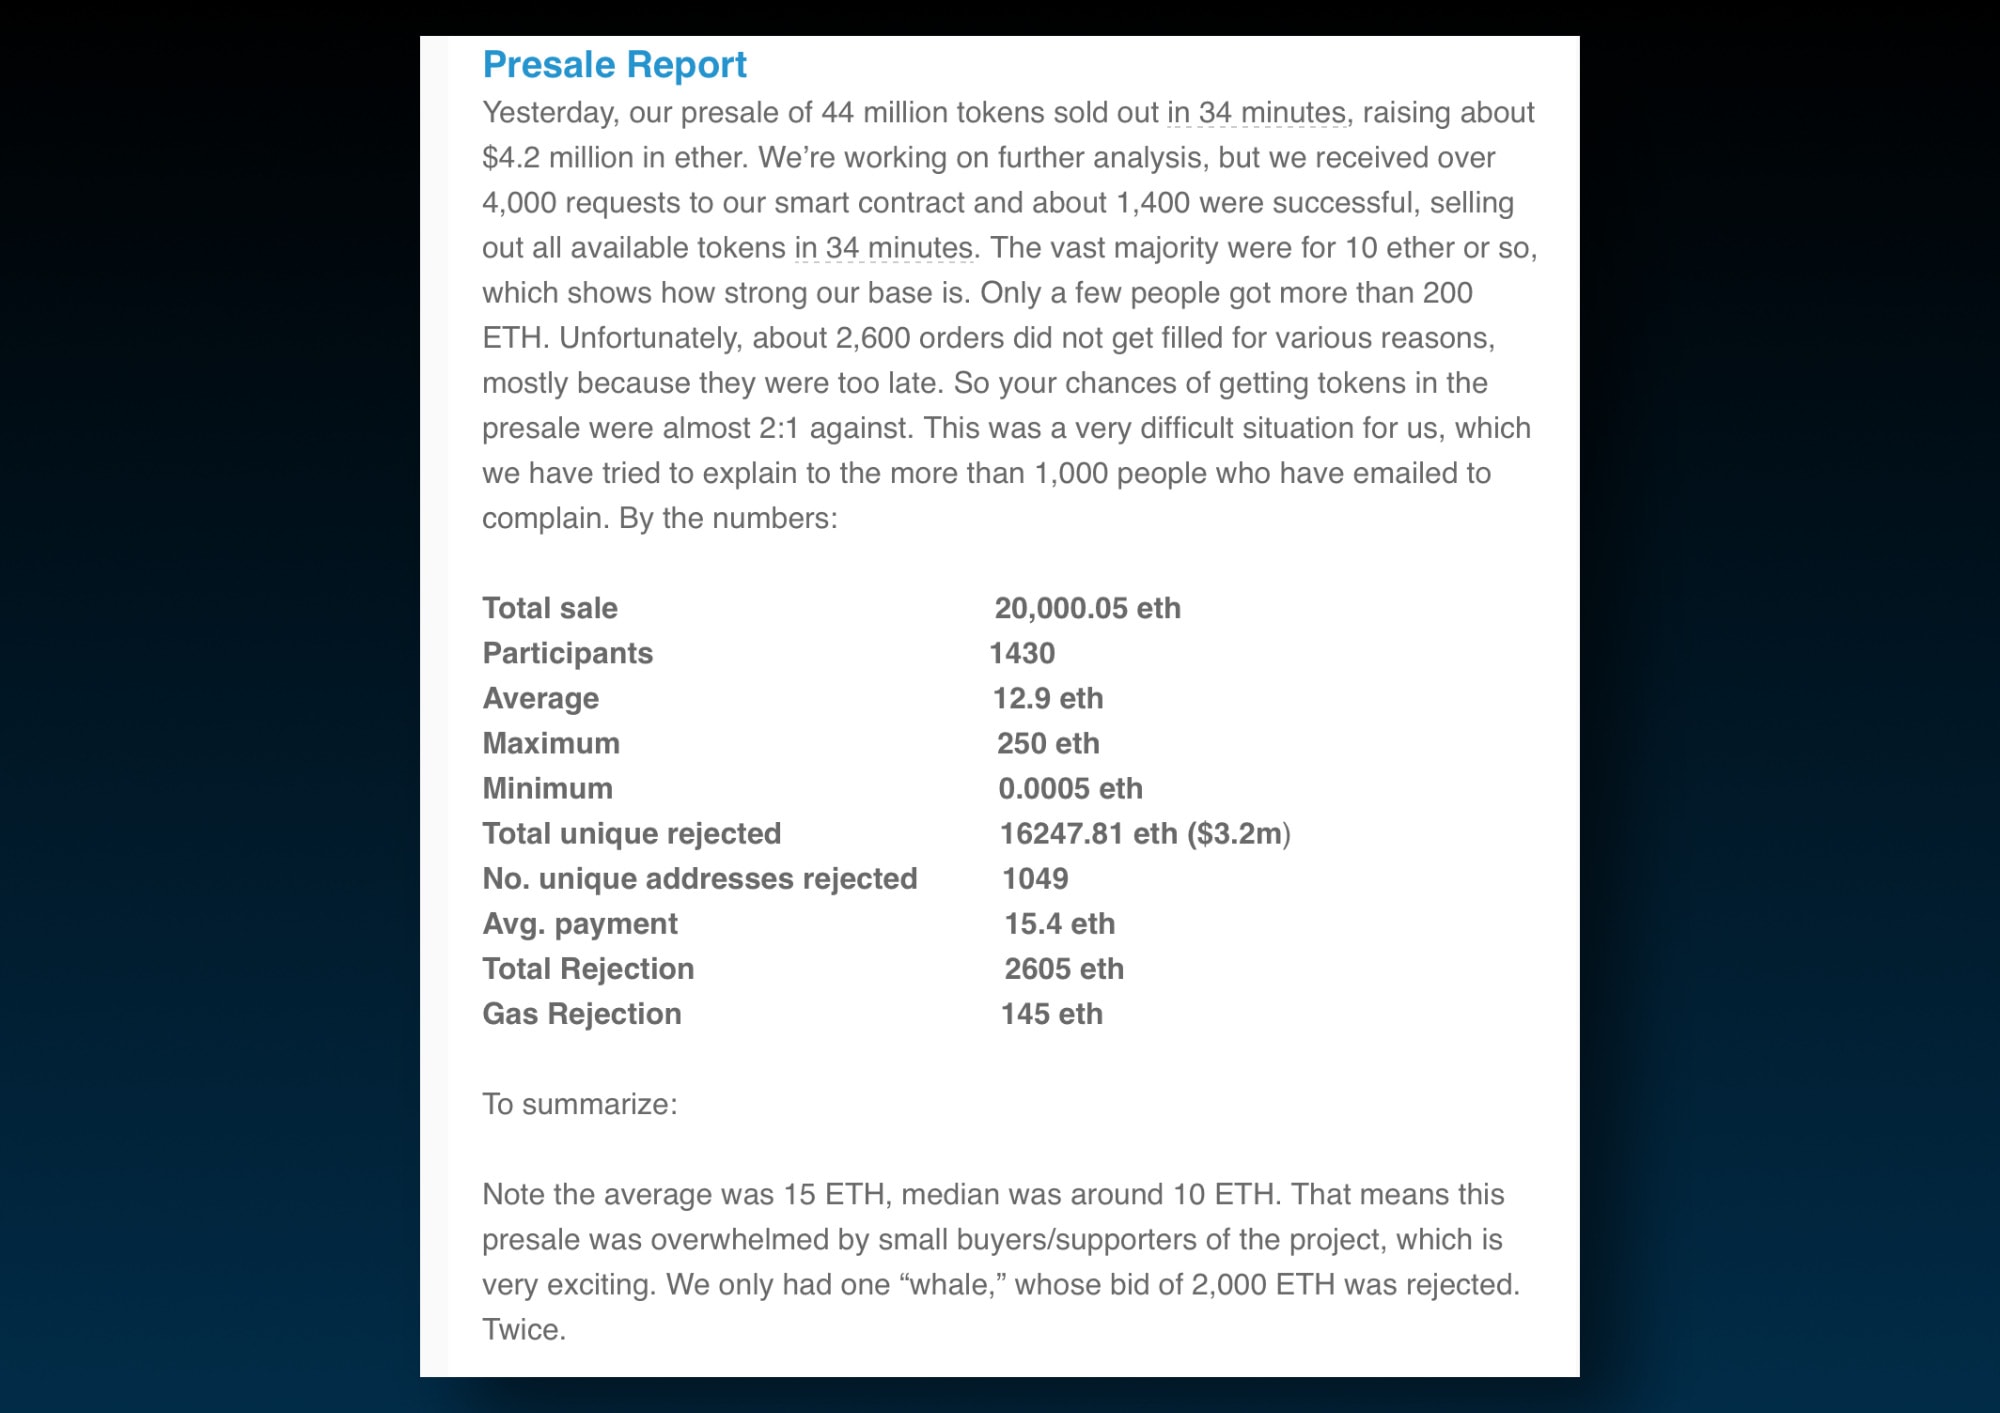 Presale Report
Yesterday, our presale of 44 million tokens sold out in 34 minutes, raising about
$4.2 million in ether. We’re working on further analysis, but we received over
4,000 requests to our smart contract and about 1,400 were successful, selling
out all available tokens in 34 minutes. The vast majority were for 10 ether or so,
which shows how strong our base is. Only a few people got more than 200
ETH. Unfortunately, about 2,600 orders did not get filled for various reasons,
mostly because they were too late. So your chances of getting tokens in the
presale were almost 2:1 against. This was a very difficult situation for us, which
we have tried to explain to the more than 1,000 people who have emailed to
complain. By the numbers:
Total sale 20,000.05 eth
Participants 1430
Average 12.9 eth
Maximum 250 eth
Minimum 0.0005 eth
Total unique rejected 16247.81 eth ($3.2m)
No. unique addresses rejected 1049
Avg. payment 15.4 eth
Total Rejection 2605 eth
Gas Rejection 145 eth
To summarize:
Note the average was 15 ETH, median was around 10 ETH. That means this
presale was overwhelmed by small buyers/supporters of the project, which is
very exciting. We only had one “whale,” whose bid of 2,000 ETH was rejected.
Twice.